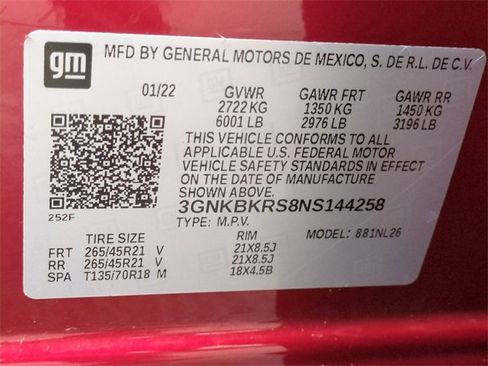 gm
MFD BY GENERAL MOTORS DE MEXICO, S. DE R.L. DE C.V.
01/22 GVWR GAWR FRT GAWR RR
2722 KG 1350 KG 1450 KG
6001 LB 2976 LB 3196 LB
THIS VEHICLE CONFORMS TO ALL
APPLICABLE U.S. FEDERAL MOTOR
VEHICLE SAFETY STANDARDS IN EFFECT
ON THE DATE OF MANUFACTURE
SHOWN ABOVE.
252F
3GNKBKRS8NS144258
TYPE: M.P.V. MODEL: 881NL26
TIRE SIZE RIM
FRT 265/45R21 V 21X8.5J
RR 265/45R21 V 21X8.5J
SPA T135/70R18 M 18X4.5B